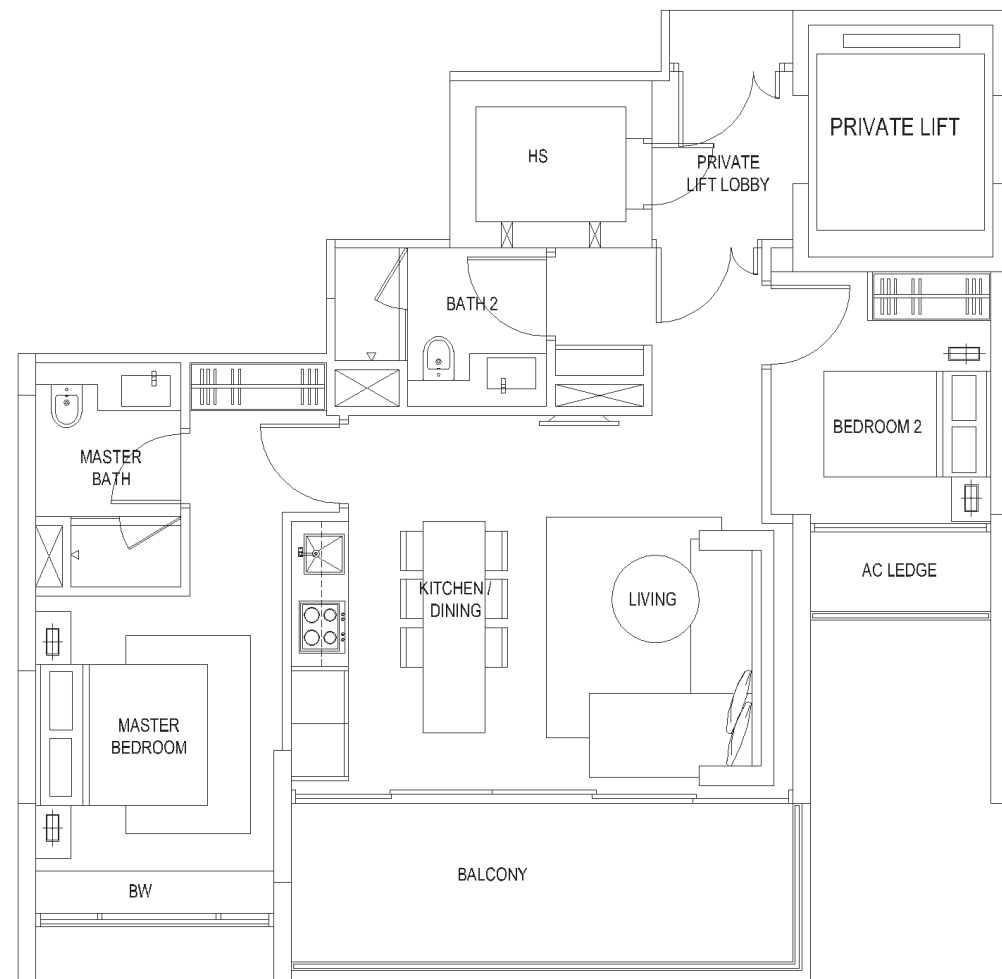 PRIVATE LIFT
HS
PRIVATE
LIFT LOBBY
BATH 2
BEDROOM 2
MASTER
BATH
AC LEDGE
KITCHEN /
DINING
LIVING
MASTER
BEDROOM
BALCONY
BW